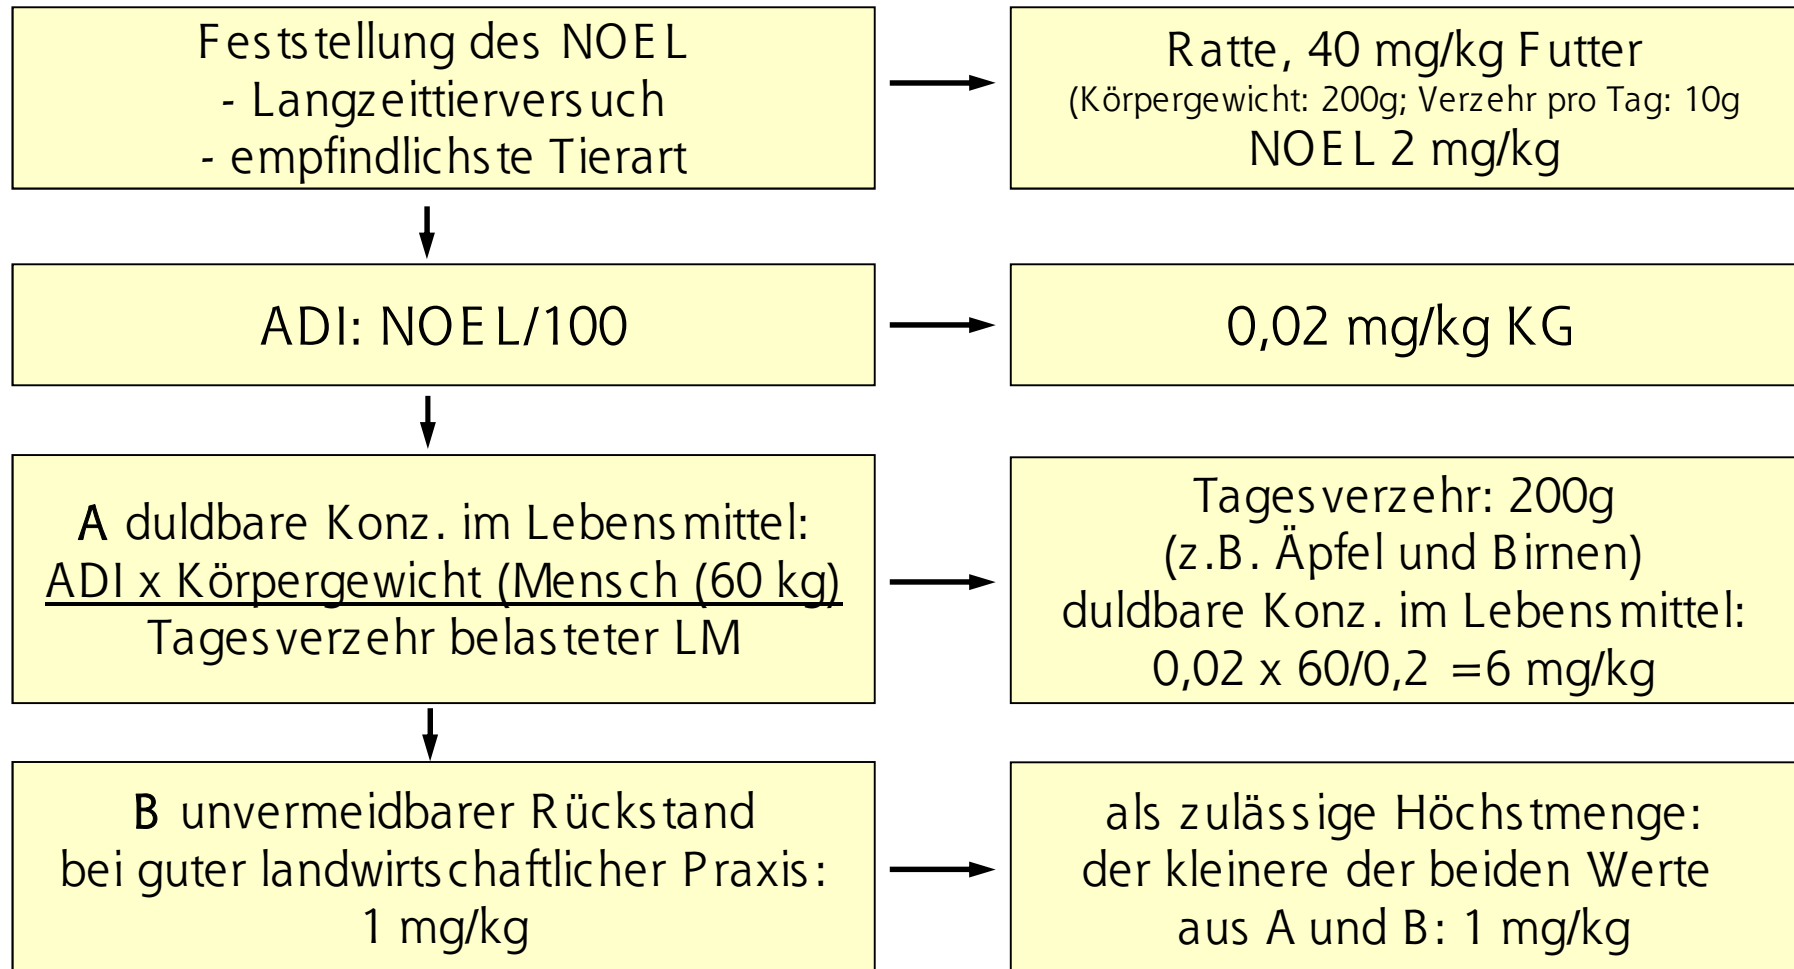 Feststellung des NOEL
- Langzeittierversuch
- empfindlichste Tierart
Ratte, 40 mg/kg Futter
(Körpergewicht: 200g; Verzehr pro Tag: 10g
NOEL 2 mg/kg
ADI: NOEL/100
0,02 mg/kg KG
A duldbare Konz. im Lebensmittel:
ADI x Körpergewicht (Mensch (60 kg)
Tagesverzehr belasteter LM
Tagesverzehr: 200g
(z.B. Äpfel und Birnen)
duldbare Konz. im Lebensmittel:
0,02 x 60/0,2 =6 mg/kg
B unvermeidbarer Rückstand
bei guter landwirtschaftlicher Praxis:
1 mg/kg
als zulässige Höchstmenge:
der kleinere der beiden Werte
aus A und B: 1 mg/kg